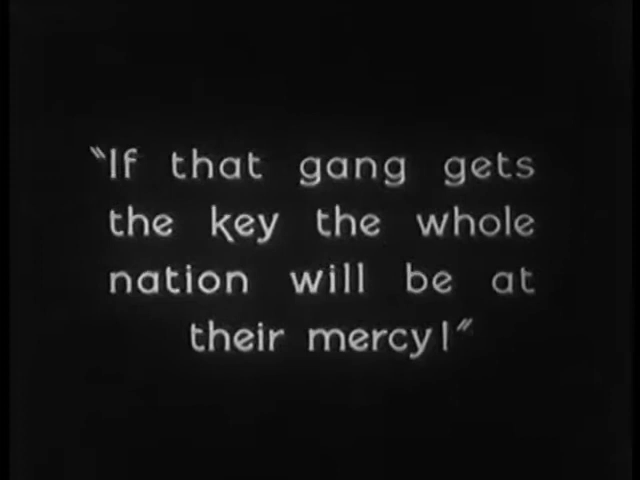 "If that gang gets
the key the whole
nation will be at
their mercy!"